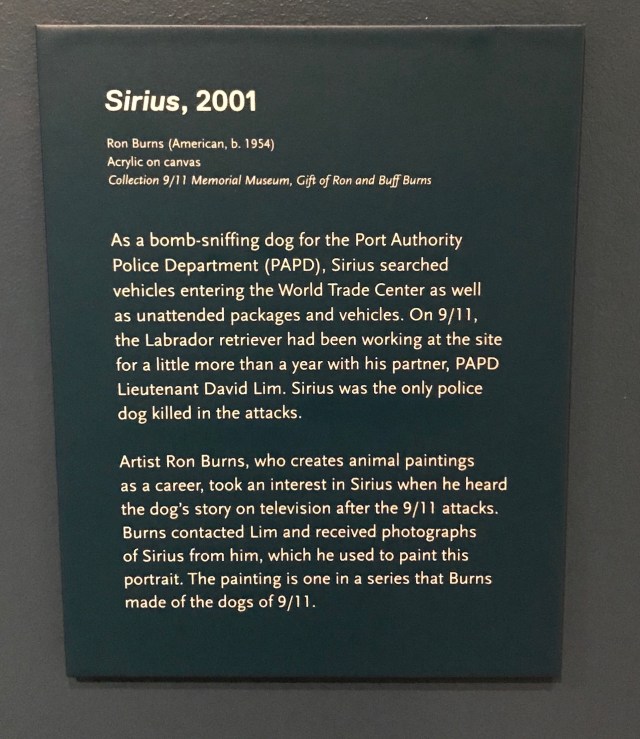 Sirius, 2001
Ron Burns (American, b. 1954)
Acrylic on canvas
Collection 9/11 Memorial Museum, Gift of Ron and Buff Burns
As a bomb-sniffing dog for the Port Authority
Police Department (PAPD), Sirius searched
vehicles entering the World Trade Center as well
as unattended packages and vehicles. On 9/11,
the Labrador retriever had been working at the site
for a little more than a year with his partner, PAPD
Lieutenant David Lim. Sirius was the only police
dog killed in the attacks.
Artist Ron Burns, who creates animal paintings
as a career, took an interest in Sirius when he heard
the dog's story on television after the 9/11 attacks.
Burns contacted Lim and received photographs
of Sirius from him, which he used to paint this
portrait. The painting is one in a series that Burns
made of the dogs of 9/11.